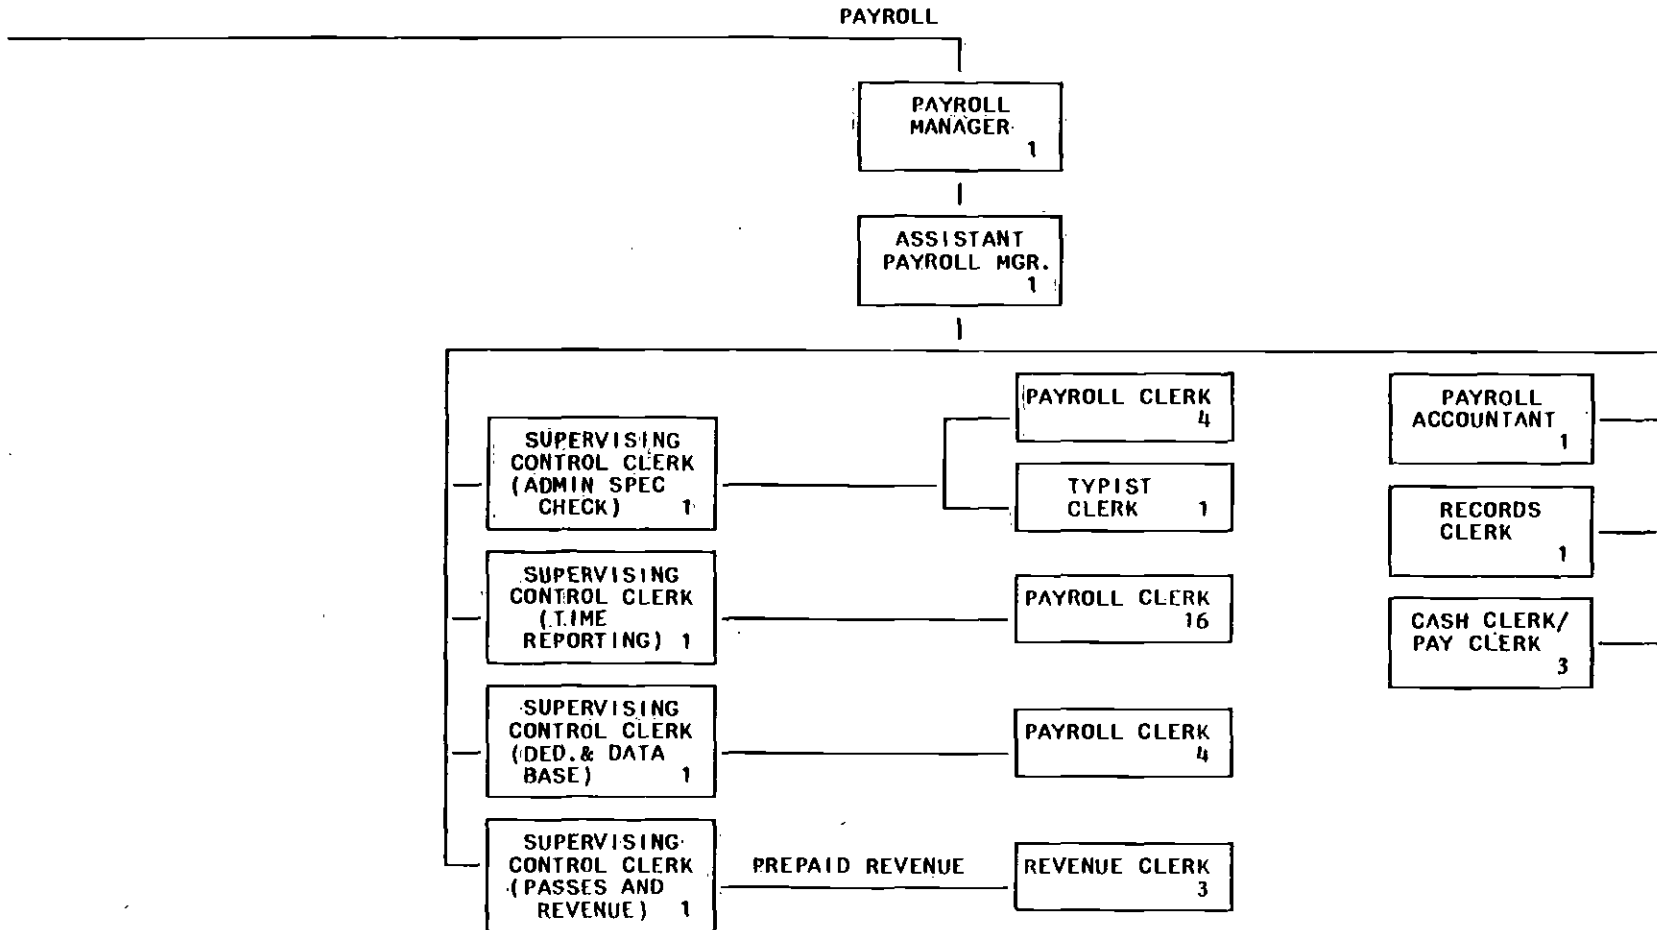 PAYROLL
PAYROLL
MANAGER
1
ASSISTANT
PAYROLL MGR.
1
SUPERVISING
CONTROL CLERK
(ADMIN SPEC
CHECK) 1
PAYROLL CLERK
4
TYPIST
CLERK 1
SUPERVISING
CONTROL CLERK
(TIME
REPORTING) 1
PAYROLL CLERK
16
SUPERVISING
CONTROL CLERK
(DED.& DATA
BASE) 1
PAYROLL CLERK
4
SUPERVISING
CONTROL CLERK
(PASSES AND
REVENUE) 1
PREPAID REVENUE
REVENUE CLERK
3
PAYROLL
ACCOUNTANT
1
RECORDS
CLERK
1
CASH CLERK/
PAY CLERK
3